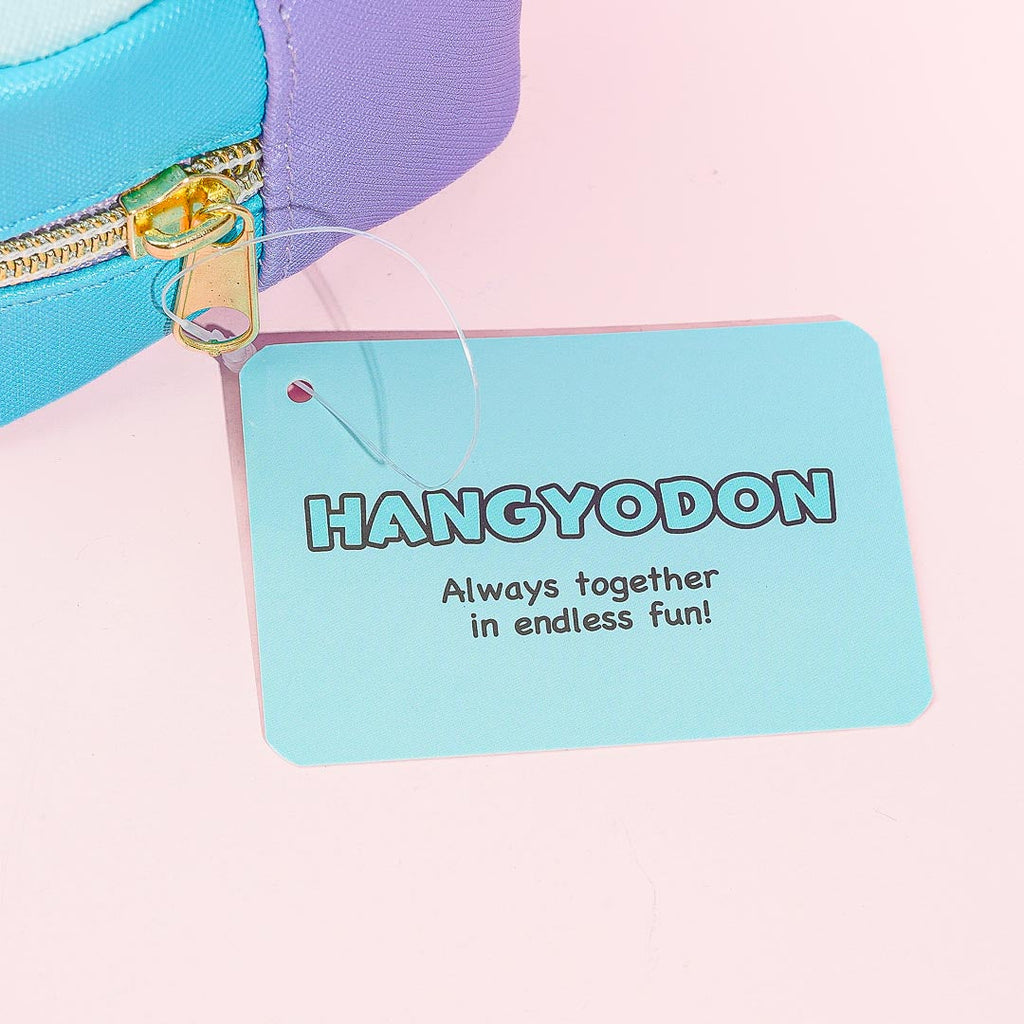 HANGYODON
Always together
in endless fun!